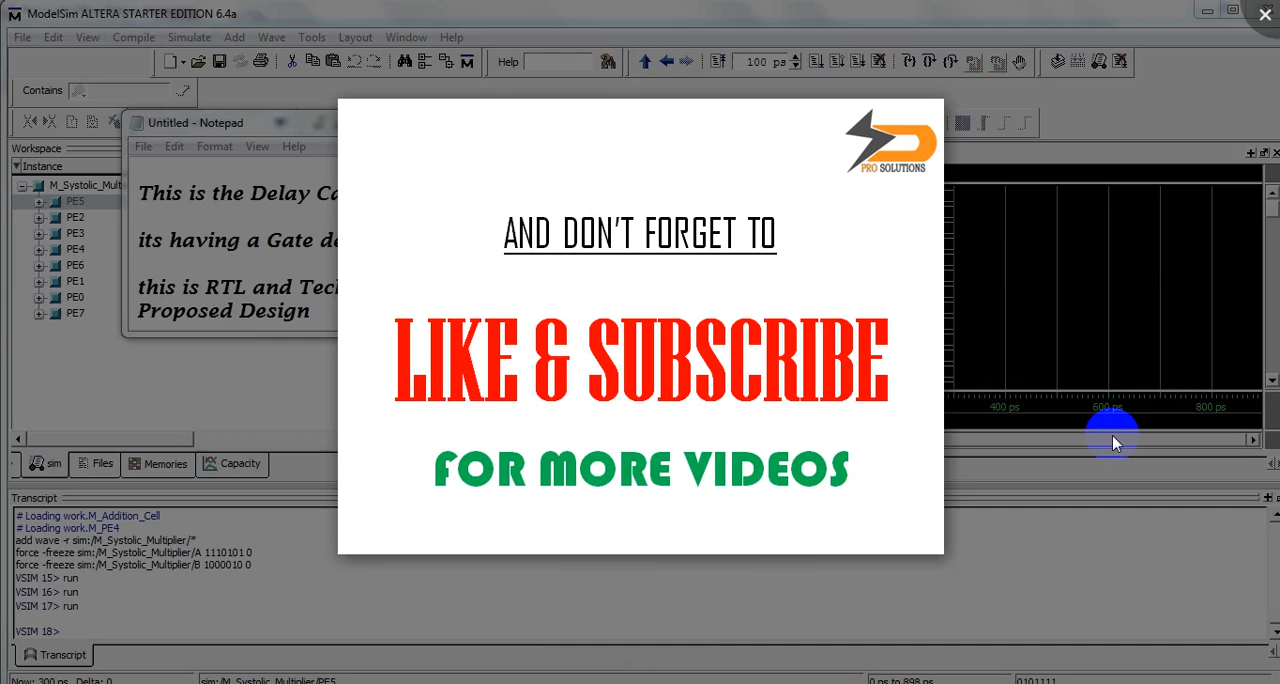 ModelSim ALTERA STARTER EDITION 6.4a
File Edit View Compile Simulate Add Wave Tools Layout Window Help
Help
100 ps
Contains
Untitled - Notepad
File Edit Format View Help
Workspace
Instance
M_Systolic_Mult
PE5
PE2
PE3
PE4
PE6
PE1
PE0
PE7
This is the Delay Ca
its having a Gate de
this is RTL and Tec
Proposed Design
PRO SOLUTIONS
AND DON'T FORGET TO
LIKE & SUBSCRIBE
FOR MORE VIDEOS
400 ps 600 ps 800 ps
sim Files Memories Capacity
Transcript
# Loading work.M_Addition_Cell
# Loading work.M_PE4
add wave -r sim:/M_Systolic_Multiplier/*
force -freeze sim:/M_Systolic_Multiplier/A 1110101 0
force -freeze sim:/M_Systolic_Multiplier/B 1000010 0
VSIM 15> run
VSIM 16> run
VSIM 17> run
VSIM 18>
Transcript
Now: 300 ps Delta: 0 sim:/M_Systolic_Multiplier/PE5 0 ps to 898 ps 0101111